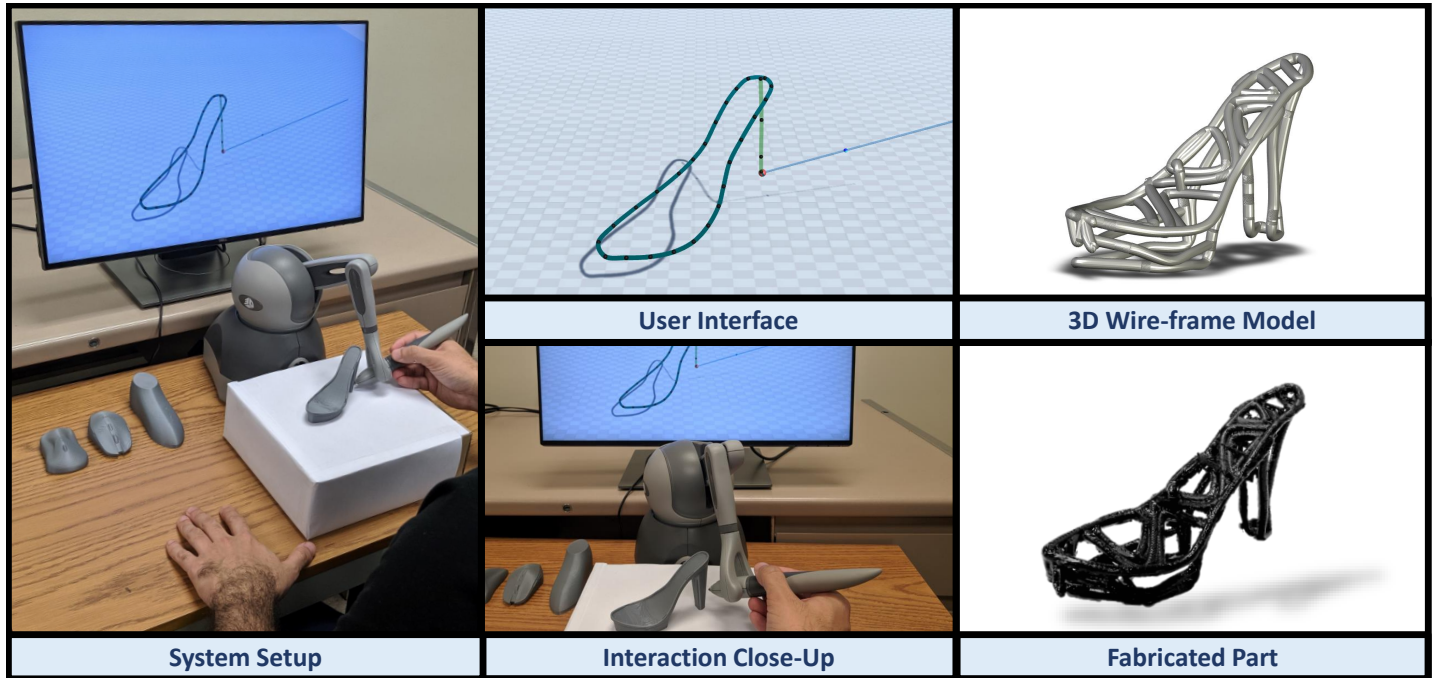 User Interface
3D Wire-frame Model
System Setup
Interaction Close-Up
Fabricated Part